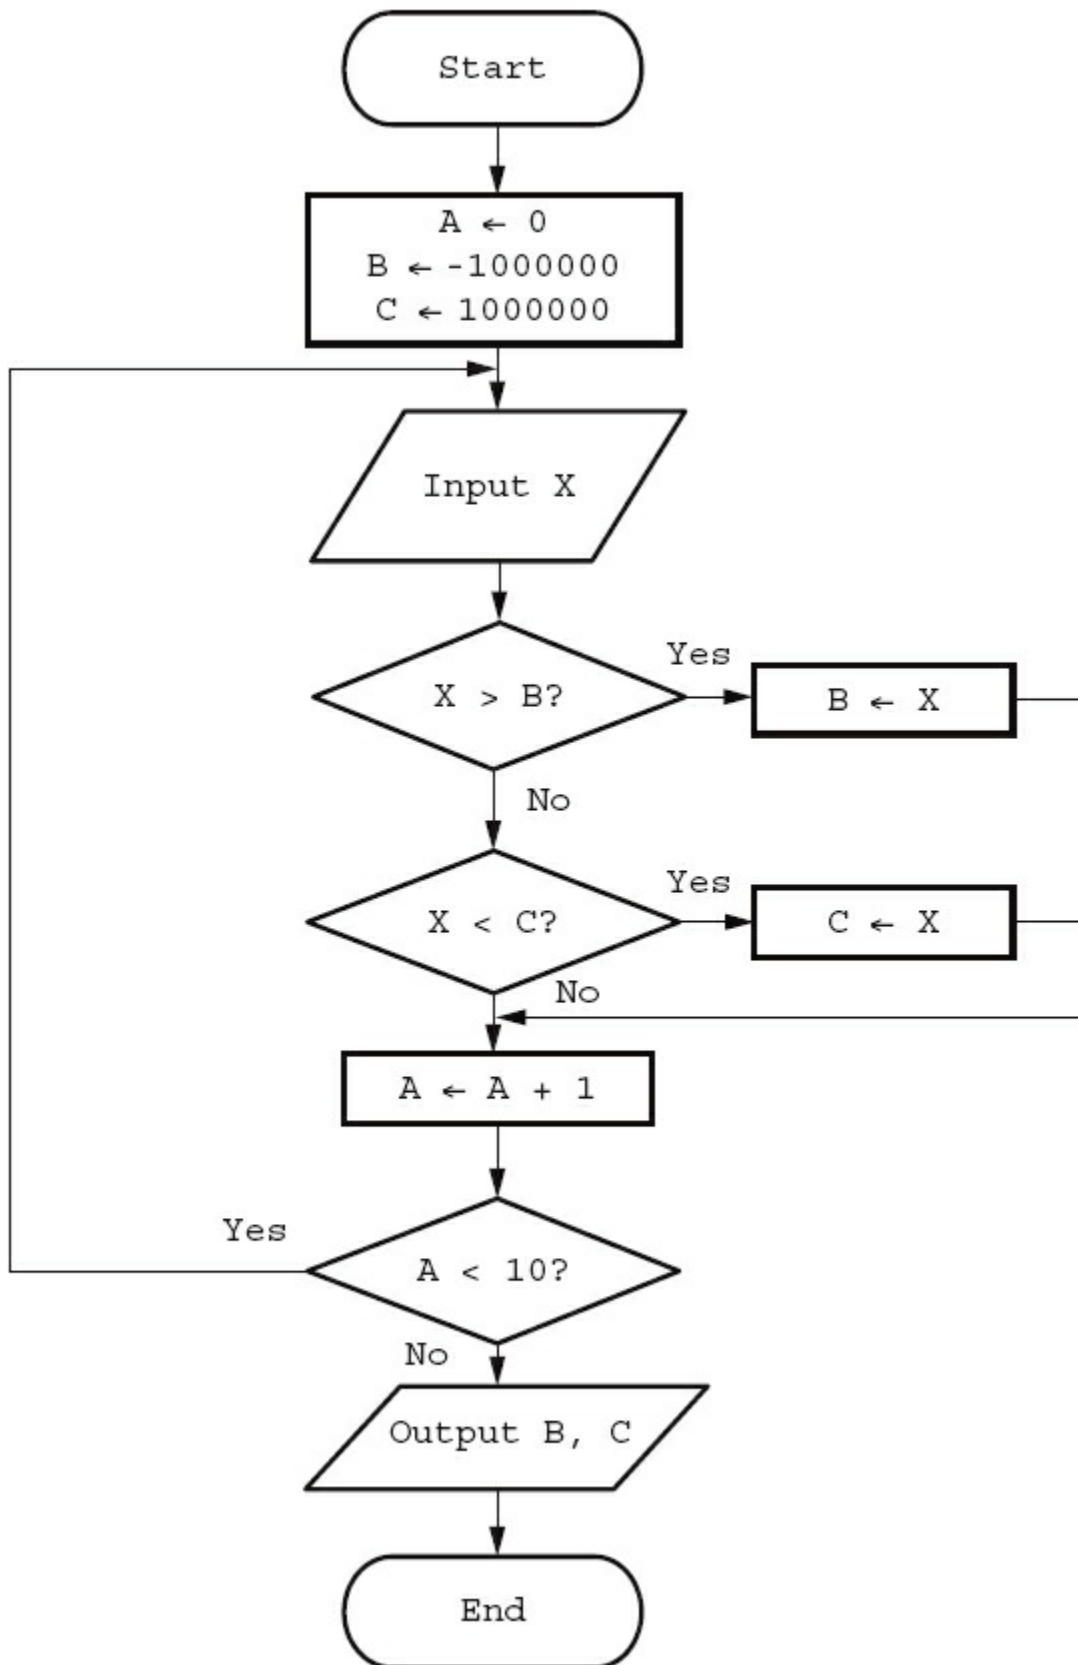 Start
A ← 0
B ← -1000000
C ← 1000000
Input X
X > B?
Yes
B ← X
No
X < C?
Yes
C ← X
No
A ← A + 1
A < 10?
Yes
No
Output B, C
End